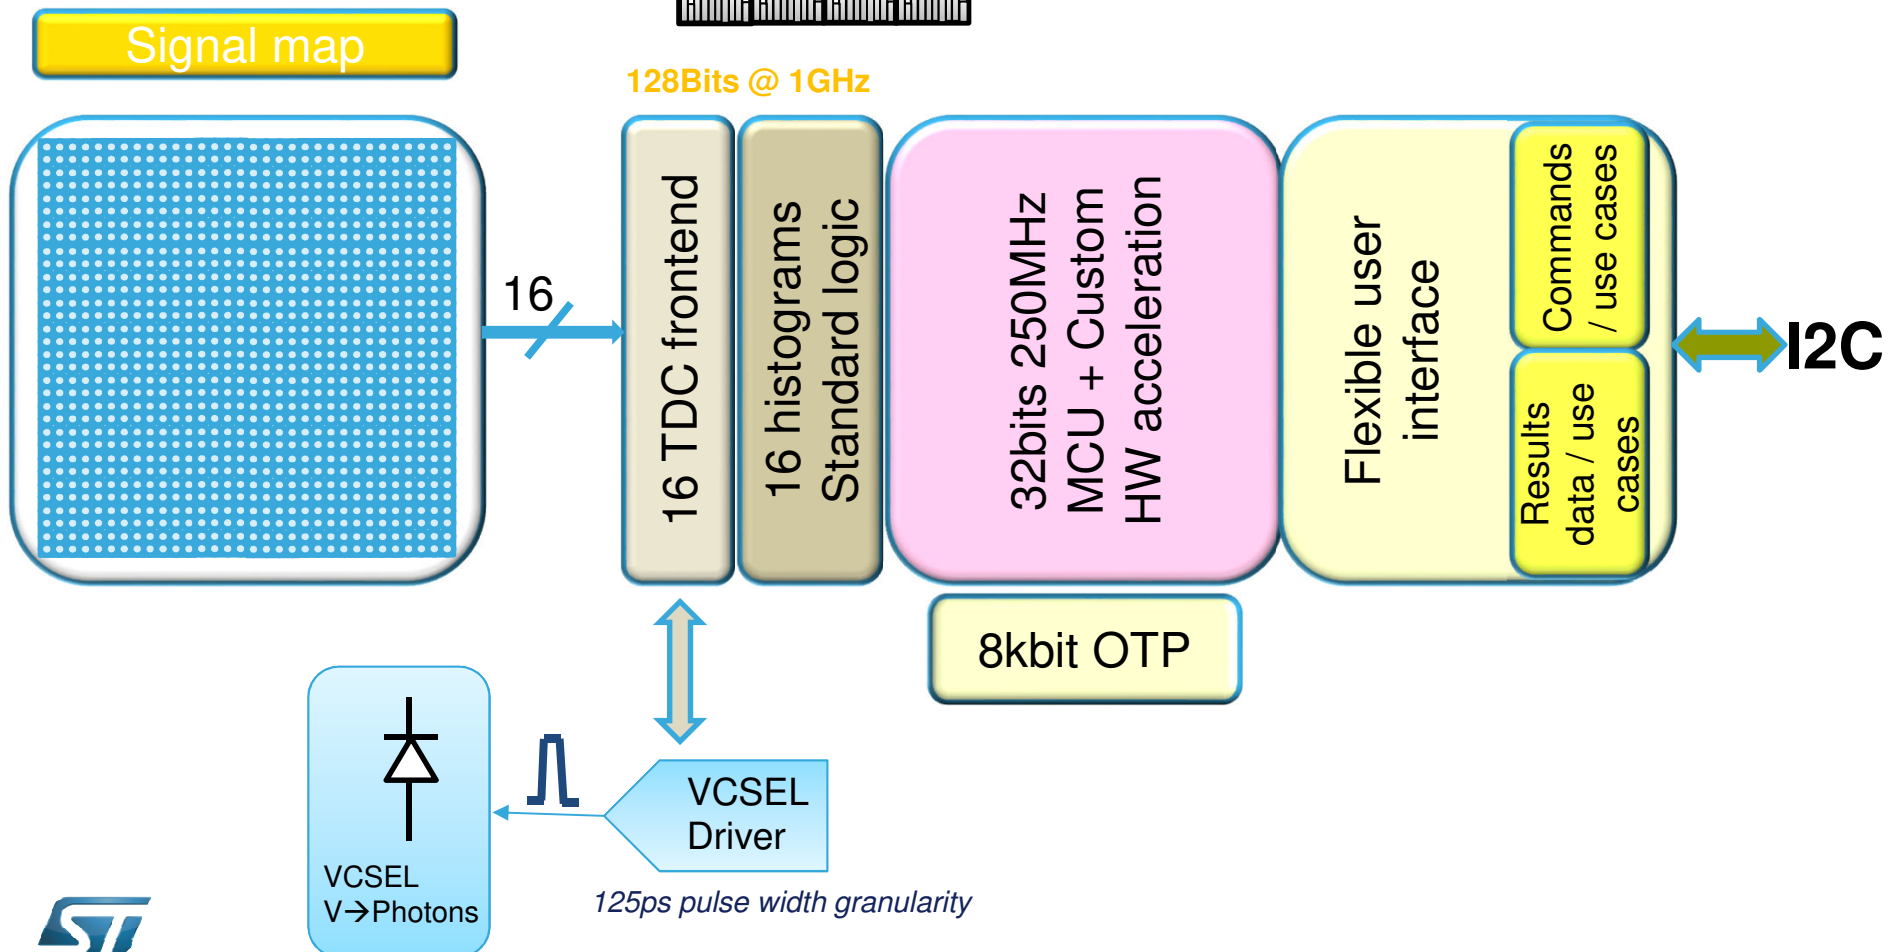 Signal map
128Bits @ 1GHz
16
16 TDC frontend
16 histograms
Standard logic
32bits 250MHz
MCU + Custom
HW acceleration
Flexible user
interface
Commands
/ use cases
Results
data / use
cases
I2C
8kbit OTP
VCSEL
Driver
VCSEL
V→Photons
125ps pulse width granularity
ST